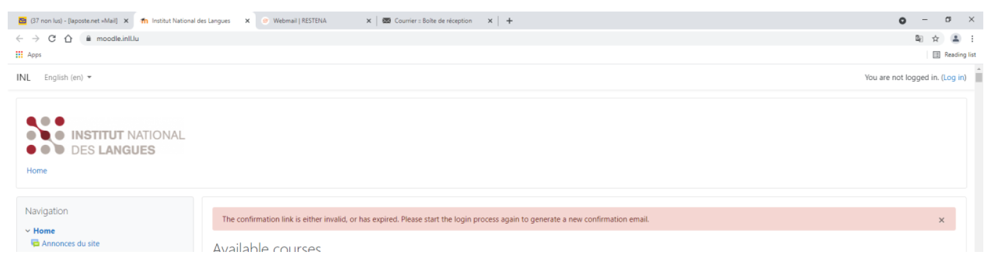 (37 non lus) - [laposte.net »Mail]
Institut National des Langues
Webmail | RESTENA
Courrier :: Boîte de réception
moodle.inll.lu
Apps
Reading list
INL English (en)
You are not logged in. (Log in)
INSTITUT NATIONAL
DES LANGUES
Home
Navigation
Home
Annonces du site
The confirmation link is either invalid, or has expired. Please start the login process again to generate a new confirmation email.
Available courses